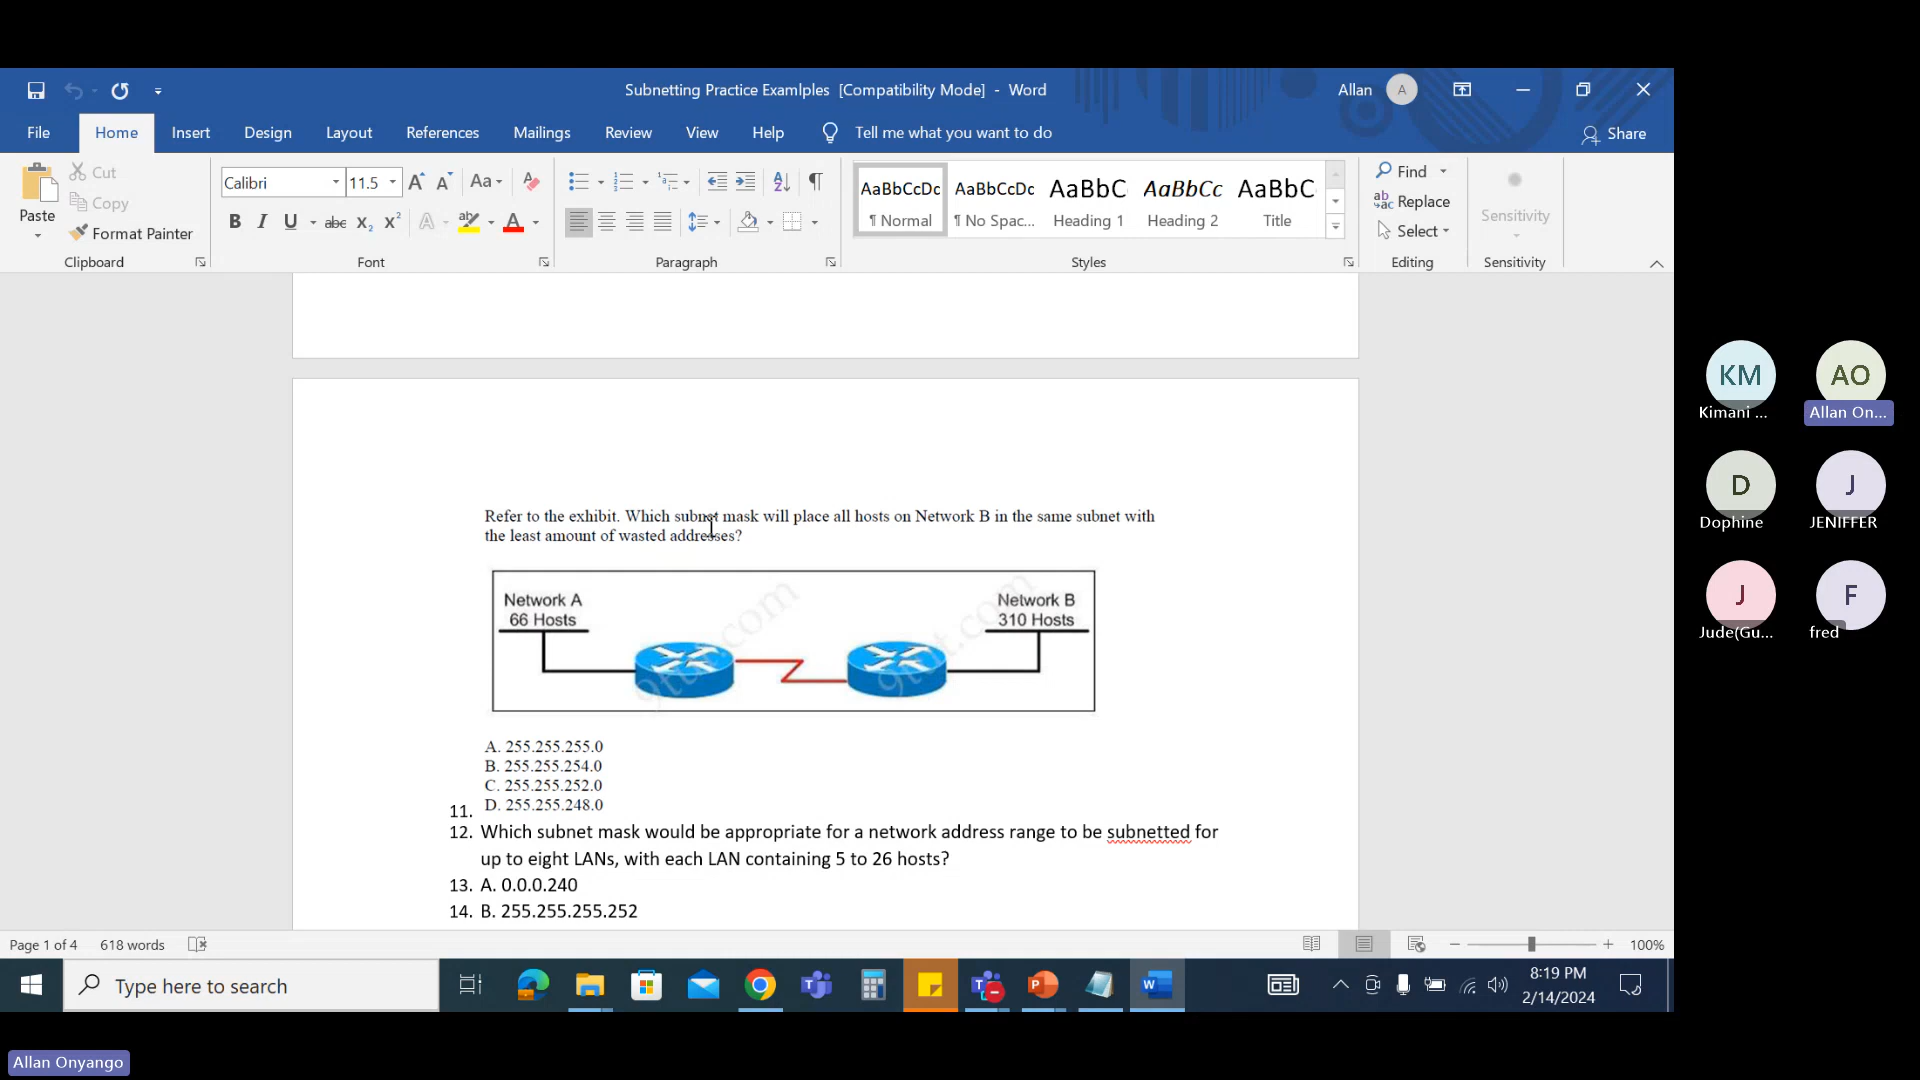 Subnetting Practice Examlples [Compatibility Mode] - Word
Allan
A
File
Home
Insert
Design
Layout
References
Mailings
Review
View
Help
Tell me what you want to do
Share
Paste
Cut
Copy
Format Painter
Clipboard
Calibri
11.5
Font
Paragraph
AaBbCcDc
¶ Normal
AaBbCcDc
¶ No Spac...
AaBbC
Heading 1
AaBbCc
Heading 2
AaBbC
Title
Styles
Find
Replace
Select
Editing
Sensitivity
Sensitivity
Refer to the exhibit. Which subnet mask will place all hosts on Network B in the same subnet with
the least amount of wasted addresses?
Network A
66 Hosts
Network B
310 Hosts
9tut.com
9tut.com
A. 255.255.255.0
B. 255.255.254.0
C. 255.255.252.0
D. 255.255.248.0
11.
12. Which subnet mask would be appropriate for a network address range to be subnetted for
up to eight LANs, with each LAN containing 5 to 26 hosts?
13. A. 0.0.0.240
14. B. 255.255.255.252
Page 1 of 4
618 words
100%
Type here to search
8:19 PM
2/14/2024
KM
Kimani ...
AO
Allan On...
D
Dophine
J
JENIFFER
J
Jude(Gu...
F
fred
Allan Onyango